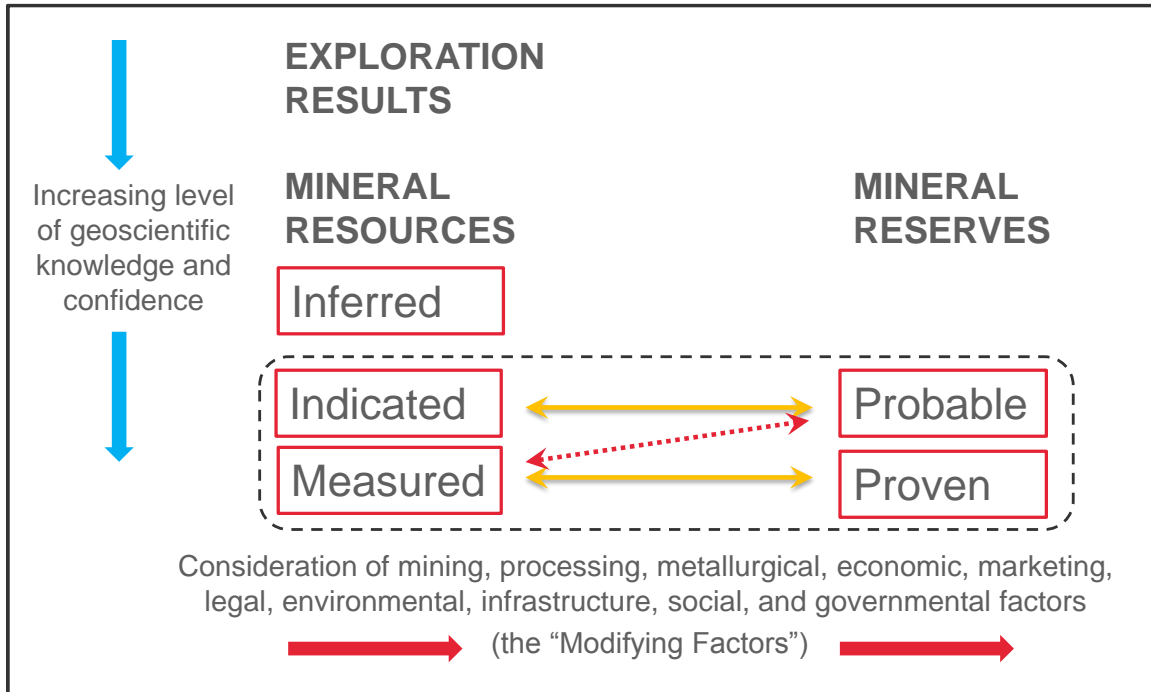 EXPLORATION
RESULTS
Increasing level
of geoscientific
knowledge and
confidence
MINERAL
RESOURCES
MINERAL
RESERVES
Inferred
Indicated
Probable
Measured
Proven
Consideration of mining, processing, metallurgical, economic, marketing,
legal, environmental, infrastructure, social, and governmental factors
(the “Modifying Factors”)